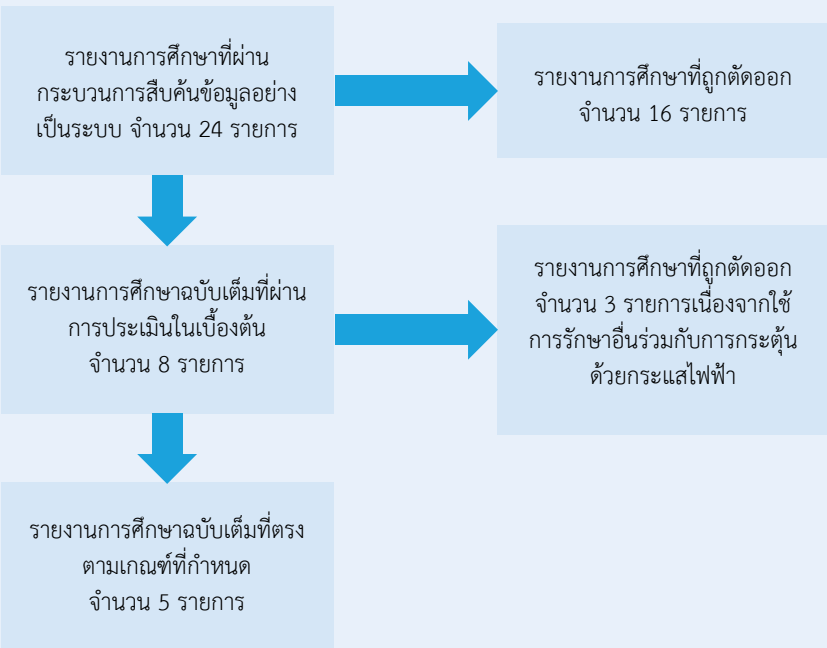 รายงานการศึกษาที่ผ่าน
กระบวนการสืบค้นข้อมูลอย่าง
เป็นระบบ จำนวน 24 รายการ
รายงานการศึกษาที่ถูกตัดออก
จำนวน 16 รายการ
รายงานการศึกษาฉบับเต็มที่ผ่าน
การประเมินในเบื้องต้น
จำนวน 8 รายการ
รายงานการศึกษาที่ถูกตัดออก
จำนวน 3 รายการเนื่องจากใช้
การรักษาอื่นร่วมกับการกระตุ้น
ด้วยกระแสไฟฟ้า
รายงานการศึกษาฉบับเต็มที่ตรง
ตามเกณฑ์ที่กำหนด
จำนวน 5 รายการ